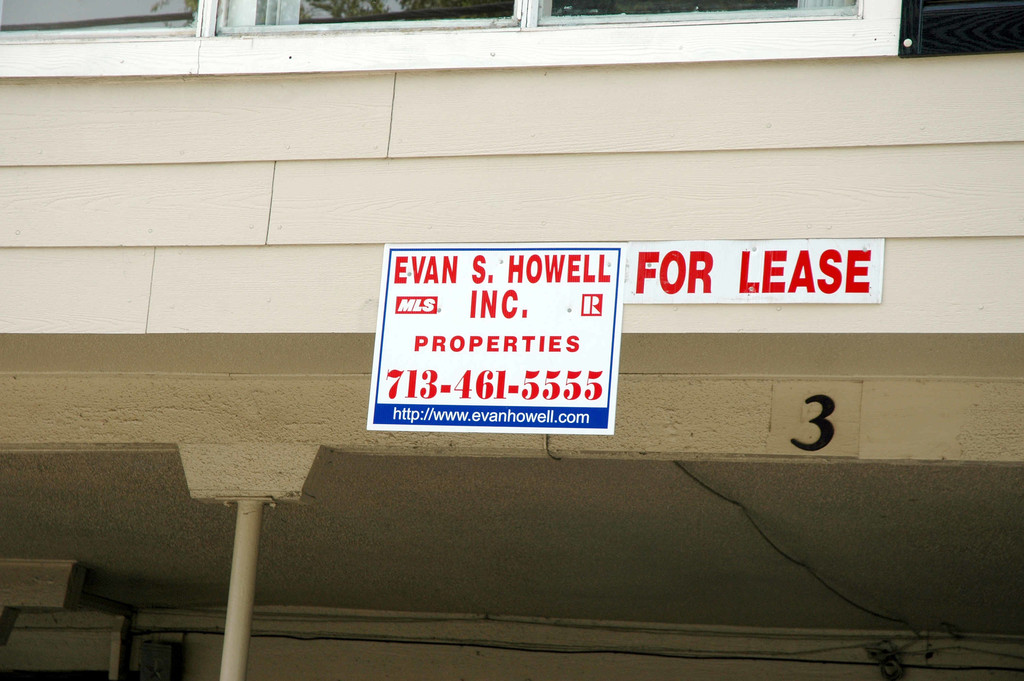 EVAN S. HOWELL
MLS INC. R
PROPERTIES
713-461-5555
http://www.evanhowell.com
FOR LEASE
3